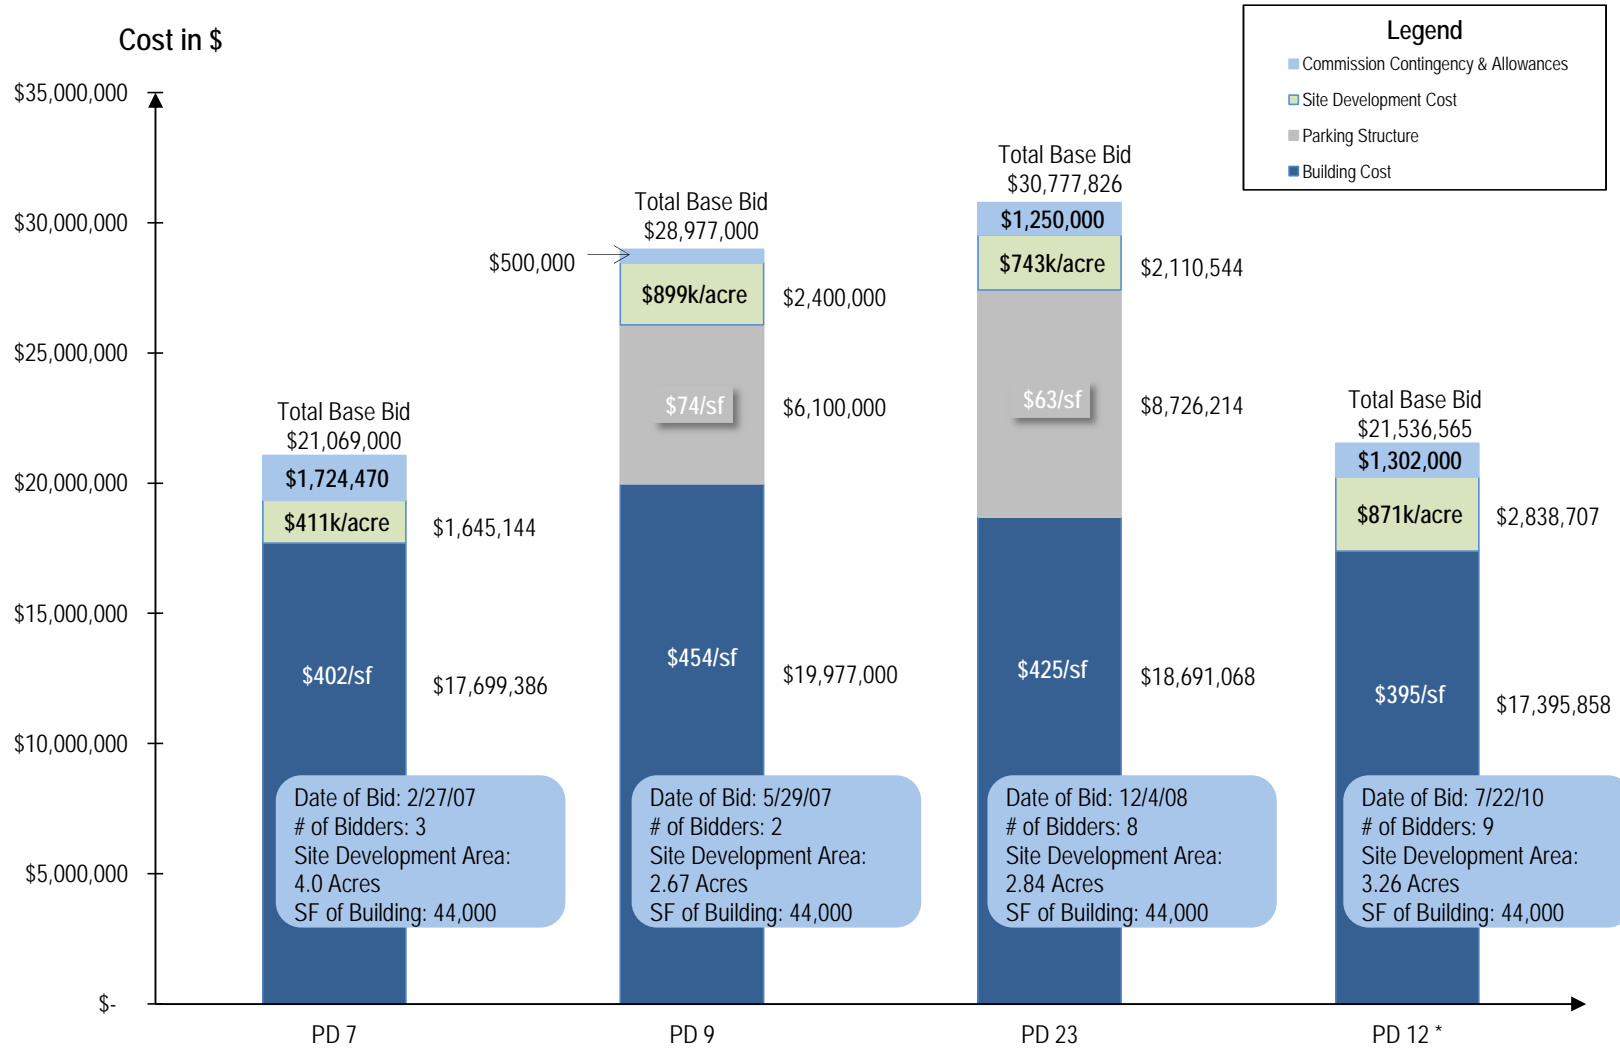 Cost in $
Legend
Commission Contingency & Allowances
Site Development Cost
Parking Structure
Building Cost
$35,000,000
$30,000,000
$25,000,000
$20,000,000
$15,000,000
$10,000,000
$5,000,000
$-
Total Base Bid
$21,069,000
$1,724,470
$411k/acre
$1,645,144
$402/sf
$17,699,386
Date of Bid: 2/27/07
# of Bidders: 3
Site Development Area:
4.0 Acres
SF of Building: 44,000
PD 7
Total Base Bid
$28,977,000
$500,000
$899k/acre
$2,400,000
$74/sf
$6,100,000
$454/sf
$19,977,000
Date of Bid: 5/29/07
# of Bidders: 2
Site Development Area:
2.67 Acres
SF of Building: 44,000
PD 9
Total Base Bid
$30,777,826
$1,250,000
$743k/acre
$2,110,544
$63/sf
$8,726,214
$425/sf
$18,691,068
Date of Bid: 12/4/08
# of Bidders: 8
Site Development Area:
2.84 Acres
SF of Building: 44,000
PD 23
Total Base Bid
$21,536,565
$1,302,000
$871k/acre
$2,838,707
$395/sf
$17,395,858
Date of Bid: 7/22/10
# of Bidders: 9
Site Development Area:
3.26 Acres
SF of Building: 44,000
PD 12 *